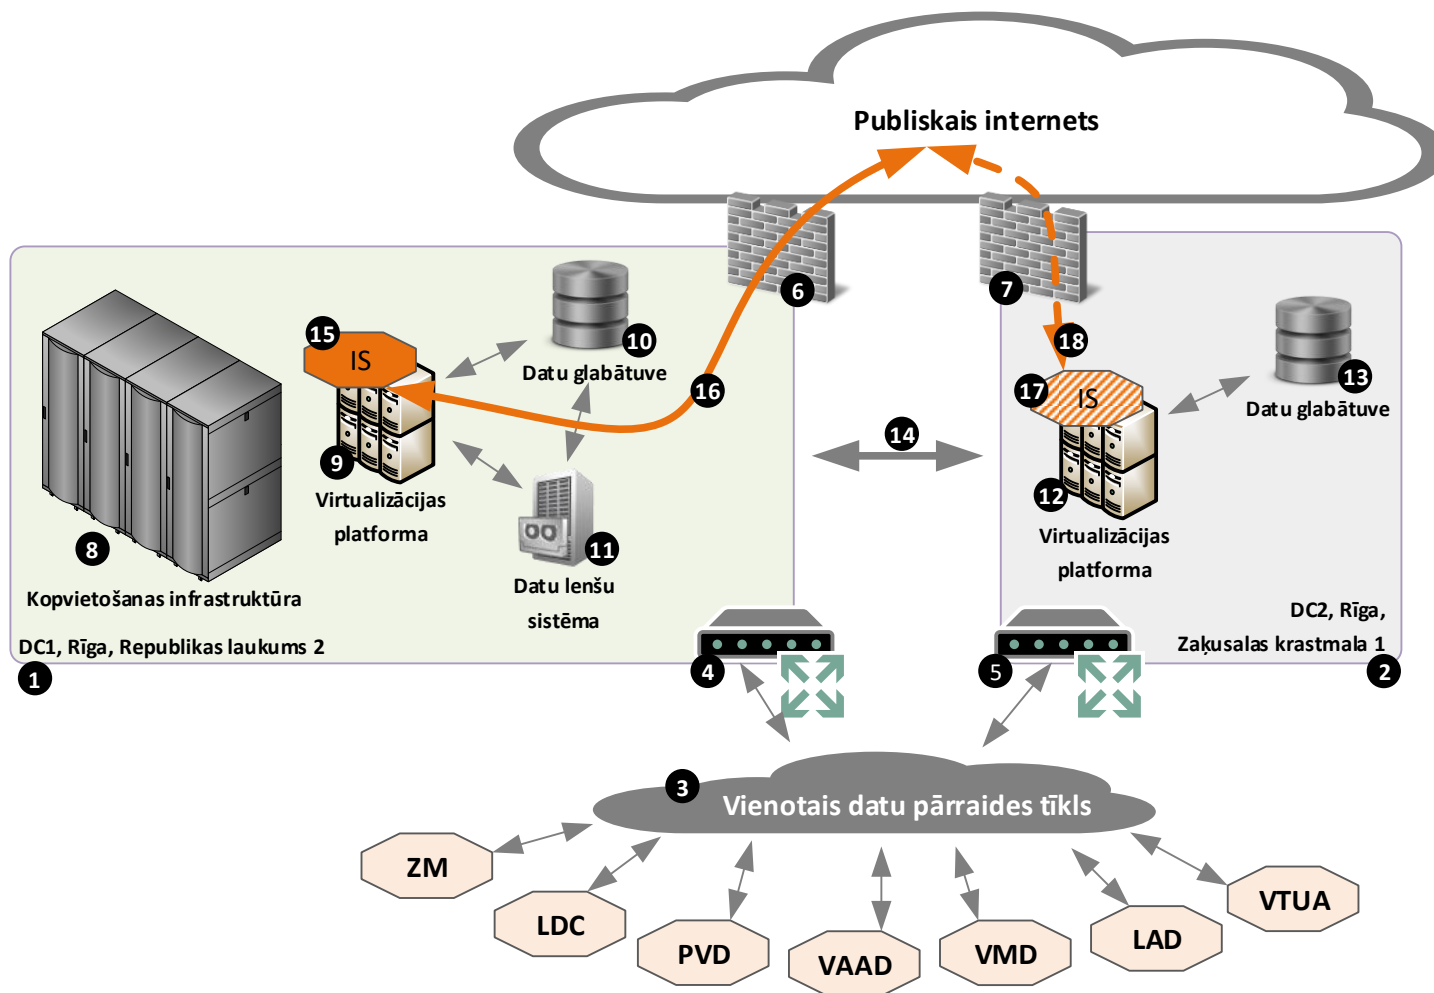 Publiskais internets
6
7
15
IS
10
Datu glabātuve
16
18
17
IS
13
Datu glabātuve
14
9
Virtualizācijas
platforma
12
Virtualizācijas
platforma
8
Kopvietošanas infrastruktūra
11
Datu lenšu
sistēma
DC1, Rīga, Republikas laukums 2
1
DC2, Rīga,
Zaķusalas krastmala 1
2
4
5
3
Vienotais datu pārraides tīkls
ZM
LDC
PVD
VAAD
VMD
LAD
VTUA